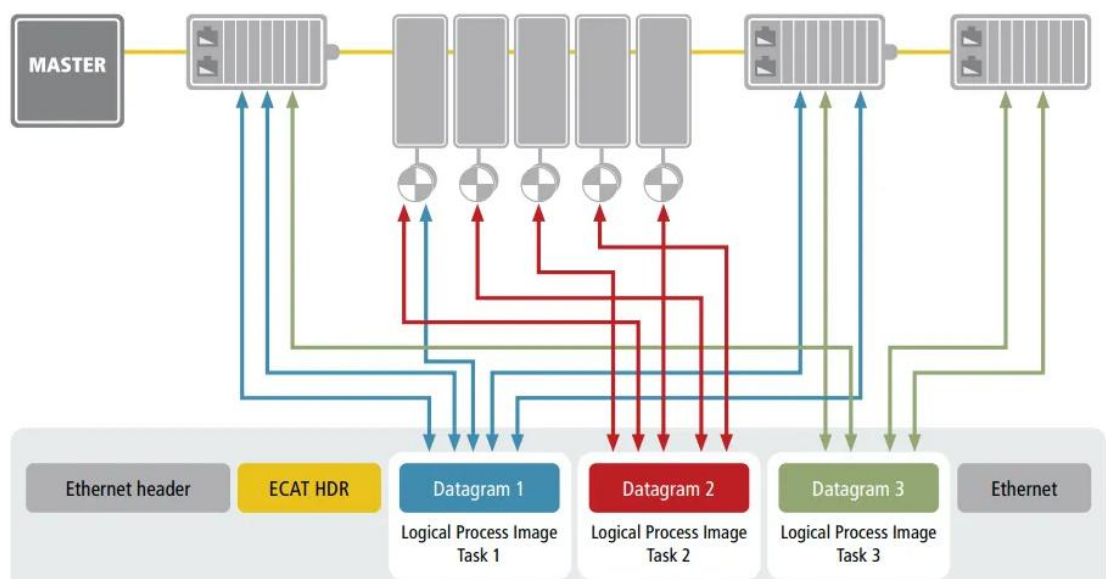 MASTER
Ethernet header
ECAT HDR
Datagram 1
Datagram 2
Datagram 3
Ethernet
Logical Process Image
Task 1
Logical Process Image
Task 2
Logical Process Image
Task 3